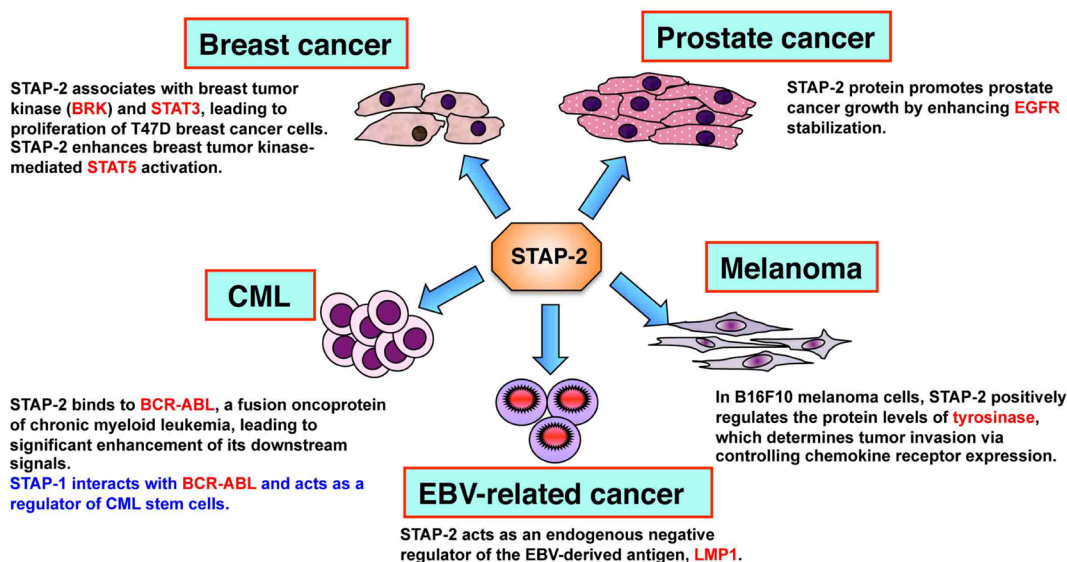 Breast cancer
STAP-2 associates with breast tumor
kinase (BRK) and STAT3, leading to
proliferation of T47D breast cancer cells.
STAP-2 enhances breast tumor kinase-
mediated STAT5 activation.
Prostate cancer
STAP-2 protein promotes prostate
cancer growth by enhancing EGFR
stabilization.
STAP-2
CML
STAP-2 binds to BCR-ABL, a fusion oncoprotein
of chronic myeloid leukemia, leading to
significant enhancement of its downstream
signals.
STAP-1 interacts with BCR-ABL and acts as a
regulator of CML stem cells.
Melanoma
In B16F10 melanoma cells, STAP-2 positively
regulates the protein levels of tyrosinase,
which determines tumor invasion via
controlling chemokine receptor expression.
EBV-related cancer
STAP-2 acts as an endogenous negative
regulator of the EBV-derived antigen, LMP1.